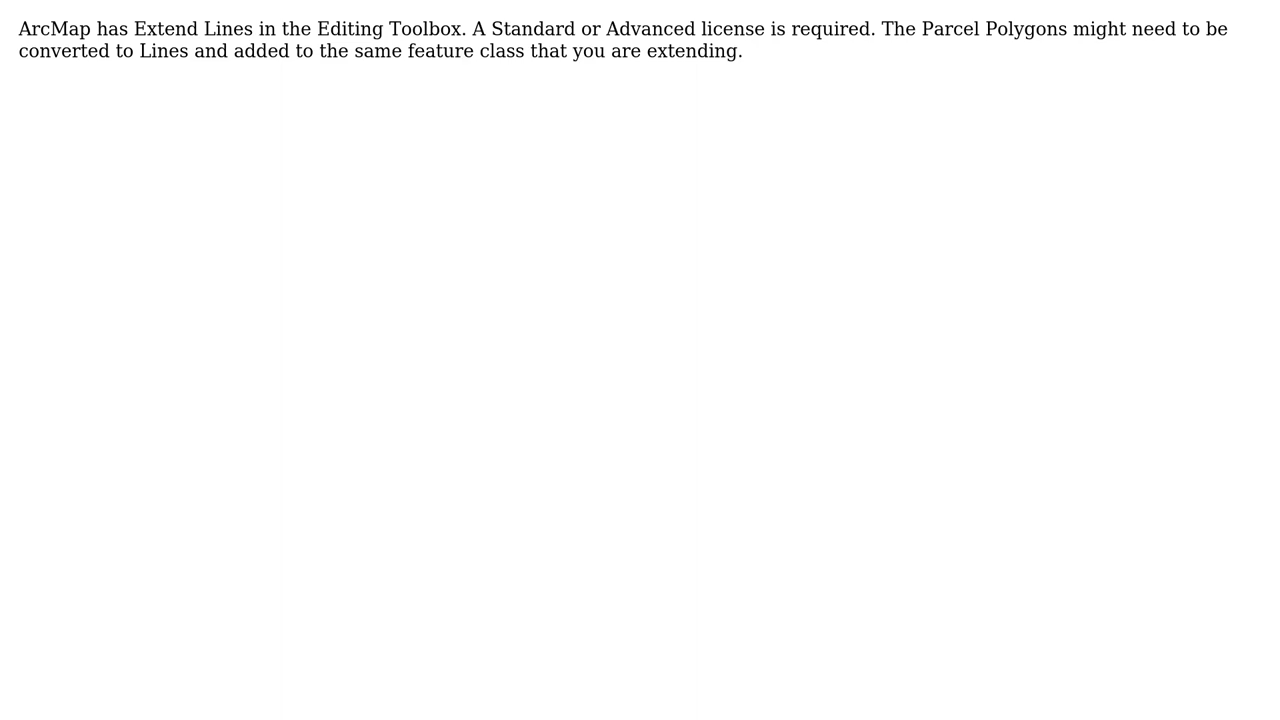 ArcMap has Extend Lines in the Editing Toolbox. A Standard or Advanced license is required. The Parcel Polygons might need to be
converted to Lines and added to the same feature class that you are extending.